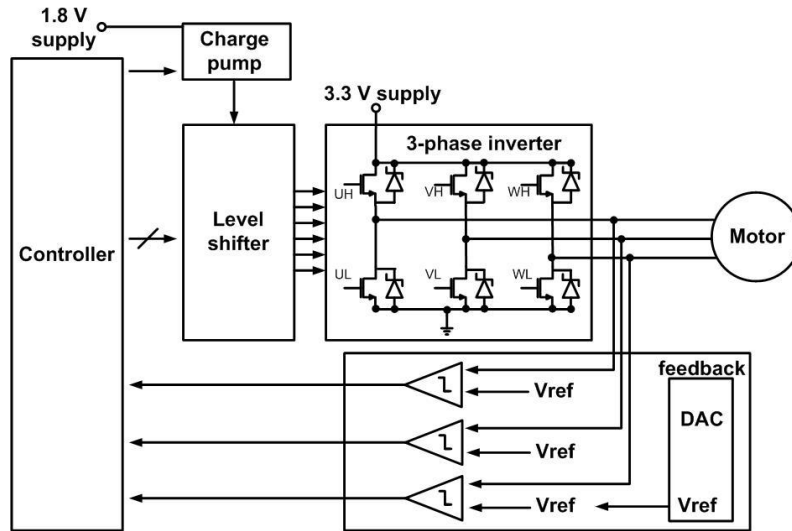 1.8 V
supply
Charge
pump
3.3 V supply
3-phase inverter
UH
VH
WH
Level
shifter
Controller
Motor
UL
VL
WL
feedback
Vref
DAC
Vref
Vref
Vref